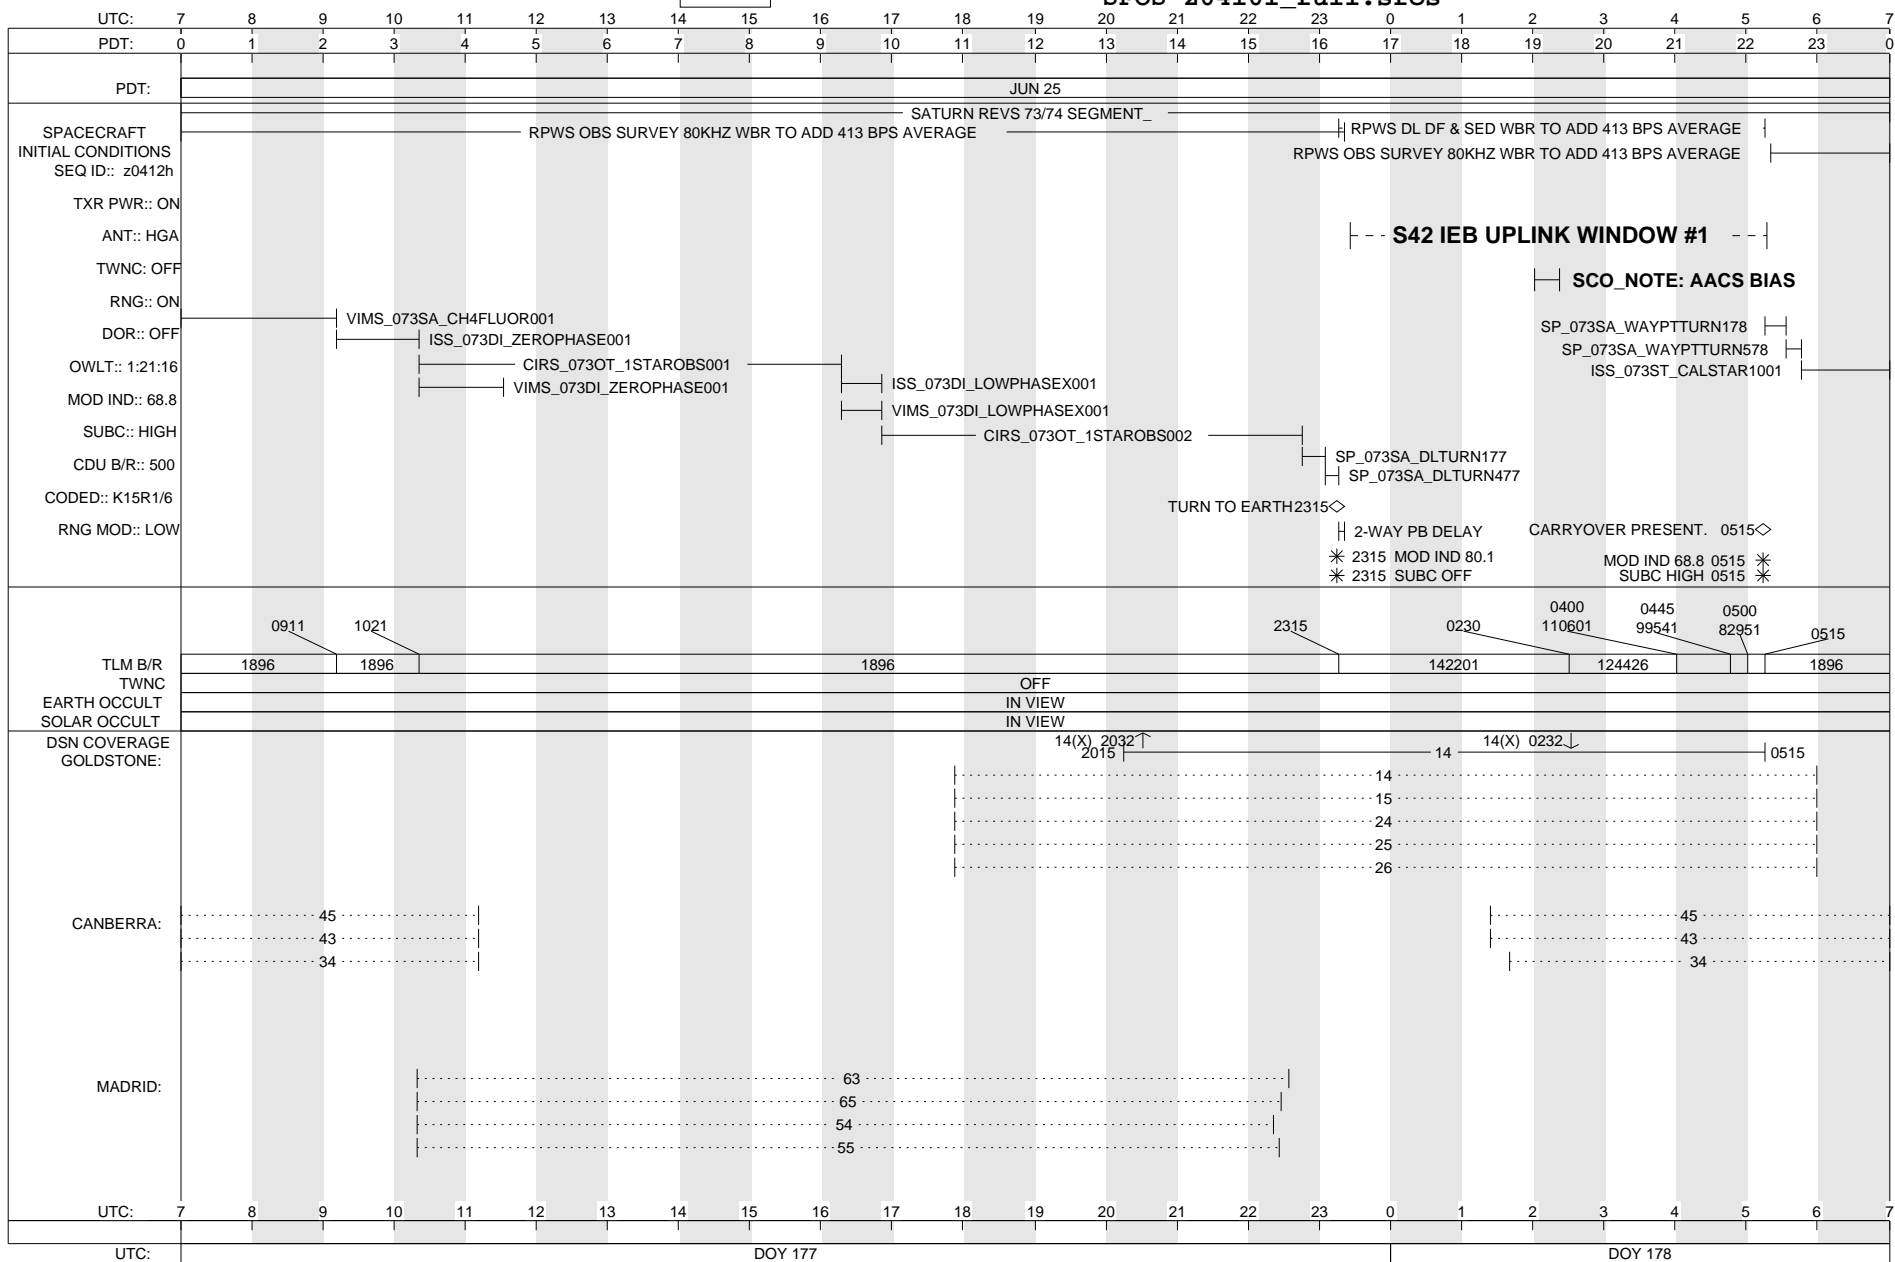 SFOS z0410i_full.sfos
UTC: 7 8 9 10 11 12 13 14 15 16 17 18 19 20 21 22 23 0 1 2 3 4 5 6 7
PDT: 0 1 2 3 4 5 6 7 8 9 10 11 12 13 14 15 16 17 18 19 20 21 22 23 0
PDT: JUN 25
SATURN REVS 73/74 SEGMENT_
SPACECRAFT RPWS OBS SURVEY 80KHZ WBR TO ADD 413 BPS AVERAGE RPWS DL DF & SED WBR TO ADD 413 BPS AVERAGE
INITIAL CONDITIONS RPWS OBS SURVEY 80KHZ WBR TO ADD 413 BPS AVERAGE
SEQ ID:: z0412h
TXR PWR:: ON
ANT:: HGA S42 IEB UPLINK WINDOW #1
TWNC: OFF SCO_NOTE: AACS BIAS
RNG:: ON
VIMS_073SA_CH4FLUOR001 SP_073SA_WAYPTTURN178
DOR:: OFF ISS_073DI_ZEROPHASE001 SP_073SA_WAYPTTURN578
OWLT:: 1:21:16 CIRS_073OT_1STAROBS001 ISS_073ST_CALSTAR1001
VIMS_073DI_ZEROPHASE001 ISS_073DI_LOWPHASEX001
MOD IND:: 68.8 VIMS_073DI_LOWPHASEX001
SUBC:: HIGH CIRS_073OT_1STAROBS002
CDU B/R:: 500 SP_073SA_DLTURN177
SP_073SA_DLTURN477
CODED:: K15R1/6 TURN TO EARTH2315
RNG MOD:: LOW 2-WAY PB DELAY CARRYOVER PRESENT. 0515
2315 MOD IND 80.1 MOD IND 68.8 0515
2315 SUBC OFF SUBC HIGH 0515
0400 0445 0500
0911 1021 2315 0230 110601 99541 82951 0515
TLM B/R 1896 1896 1896 142201 124426 1896
TWNC OFF
EARTH OCCULT IN VIEW
SOLAR OCCULT IN VIEW
DSN COVERAGE 14(X) 2032 14(X) 0232
GOLDSTONE: 2015 14 0515
14
15
24
25
26
CANBERRA: 45 45
43 43
34 34
MADRID: 63
65
54
55
UTC: 7 8 9 10 11 12 13 14 15 16 17 18 19 20 21 22 23 0 1 2 3 4 5 6 7
UTC: DOY 177 DOY 178